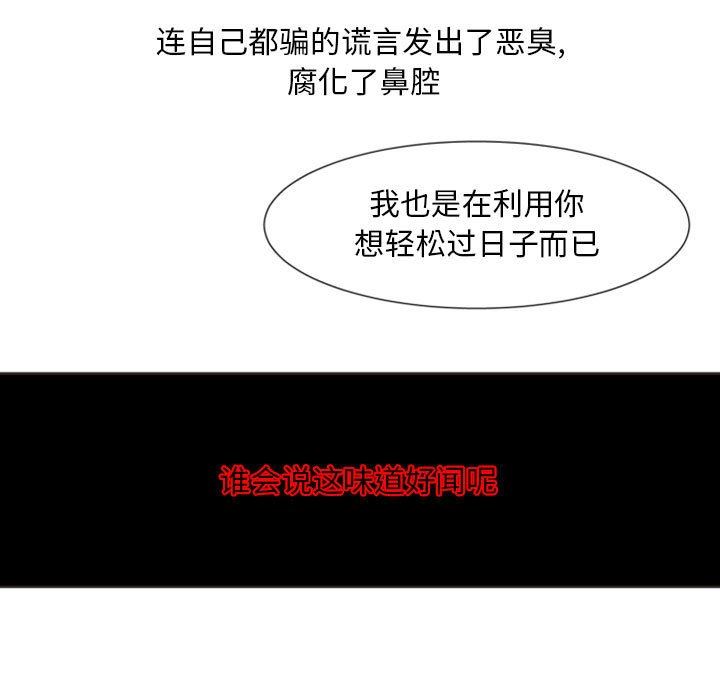 连自己都骗的谎言发出了恶臭,
腐化了鼻腔
我也是在利用你
想轻松过日子而已
谁会说这味道好闻呢